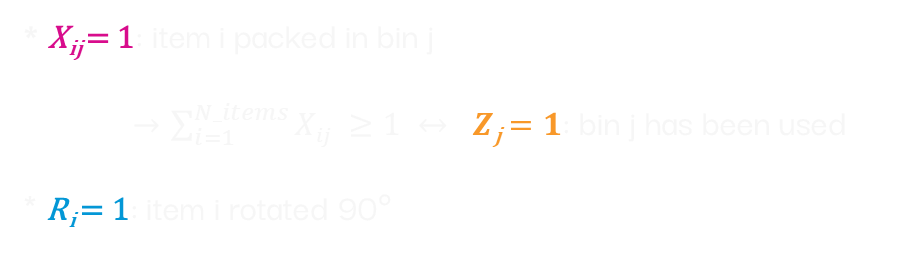 * X_ij = 1: item i packed in bin j
→ ∑_{i=1}^{N_items} X_ij ≥ 1 ↔ Z_j = 1: bin j has been used
* R_i = 1: item i rotated 90°